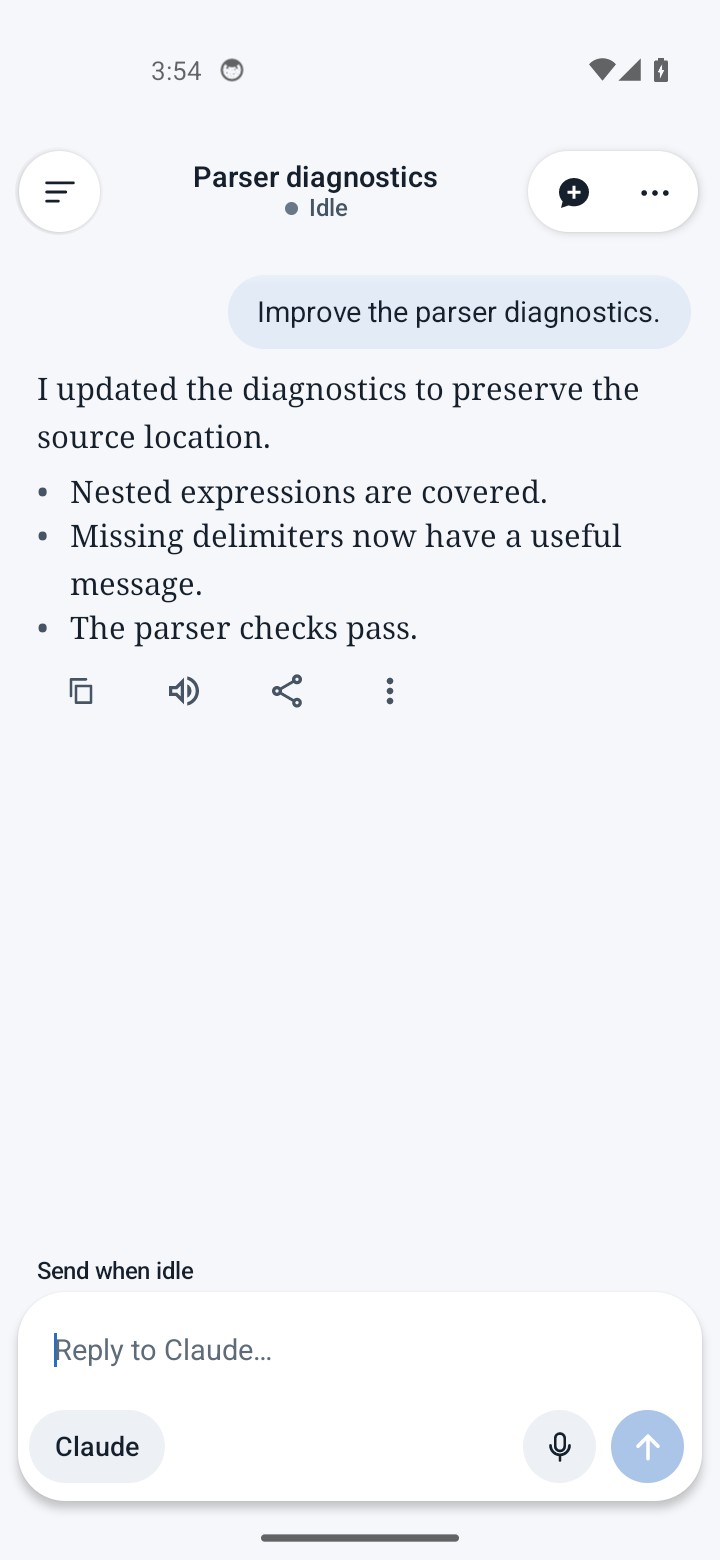 3:54
Parser diagnostics
Idle
Improve the parser diagnostics.
I updated the diagnostics to preserve the
source location.
• Nested expressions are covered.
• Missing delimiters now have a useful
message.
• The parser checks pass.
Send when idle
Reply to Claude…
Claude